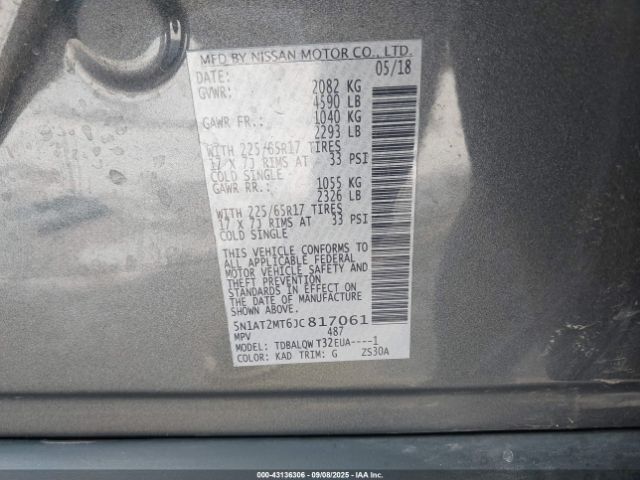 MFD BY NISSAN MOTOR CO., LTD.
DATE: 05/18
GVWR: 2082 KG
4590 LB
GAWR FR.: 1040 KG
2293 LB
WITH 225/65R17 TIRES
17 X 7J RIMS AT 33 PSI
COLD SINGLE
GAWR RR.: 1055 KG
2326 LB
WITH 225/65R17 TIRES
17 X 7J RIMS AT 33 PSI
COLD SINGLE
THIS VEHICLE CONFORMS TO
ALL APPLICABLE FEDERAL
MOTOR VEHICLE SAFETY AND
THEFT PREVENTION
STANDARDS IN EFFECT ON
THE DATE OF MANUFACTURE
SHOWN ABOVE.
5N1AT2MT6JC817061
MPV 487
MODEL: TDBALQW T32EUA----1
COLOR: KAD TRIM: G ZS30A
000-43136306 - 09/08/2025 - IAA Inc.